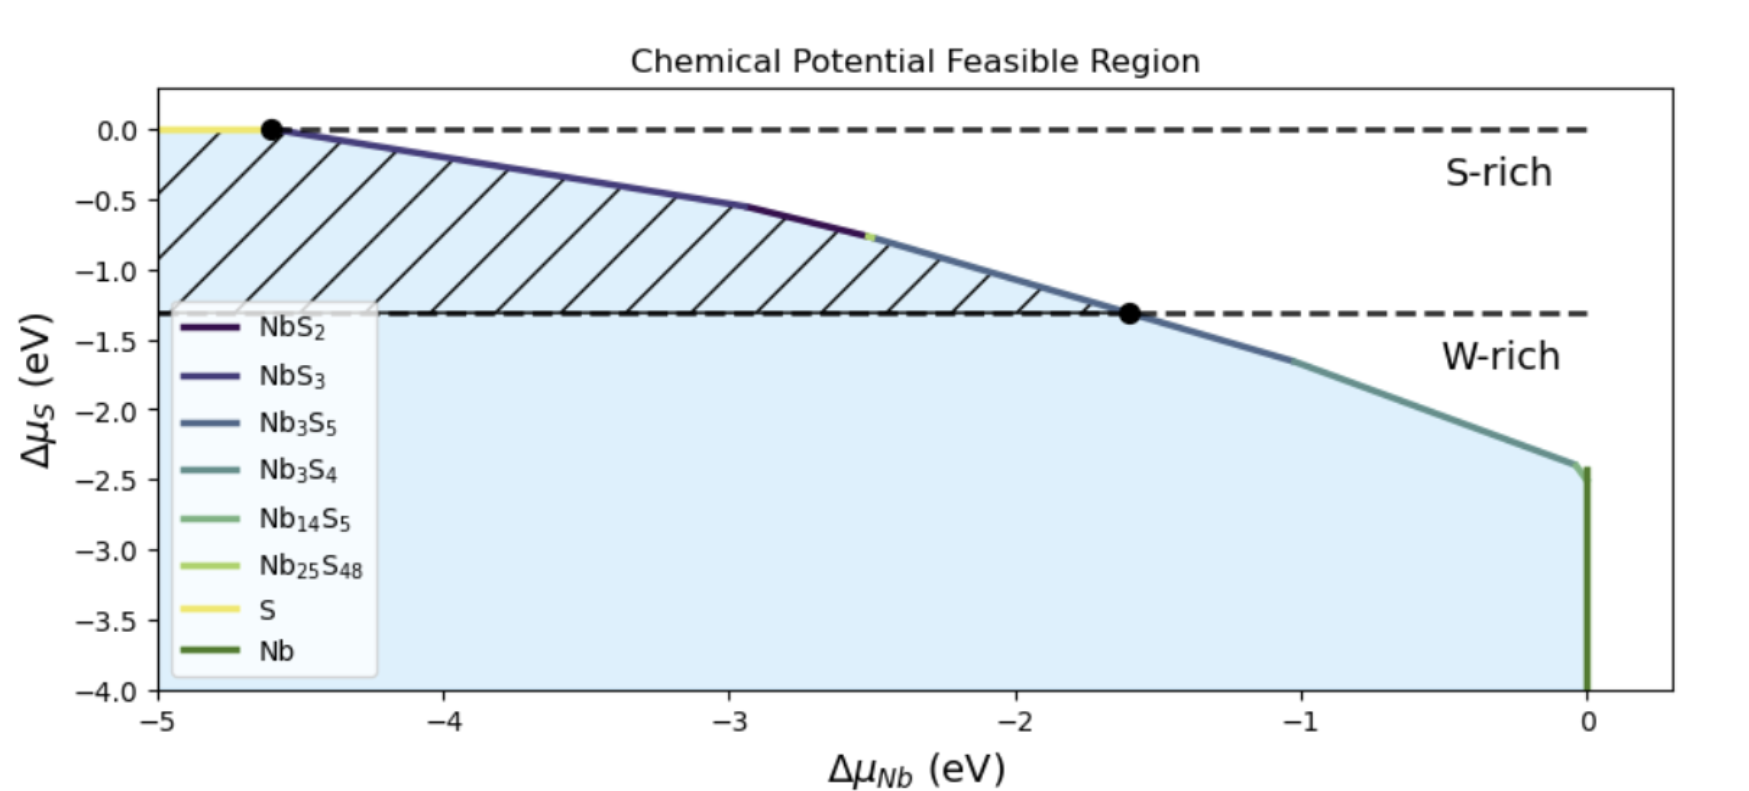 Chemical Potential Feasible Region
0.0
S-rich
−0.5
−1.0
W-rich
−1.5
−2.0
−2.5
−3.0
−3.5
−4.0
Δμ_S (eV)
NbS₂
NbS₃
Nb₃S₅
Nb₃S₄
Nb₁₄S₅
Nb₂₅S₄₈
S
Nb
−5 −4 −3 −2 −1 0
Δμ_Nb (eV)